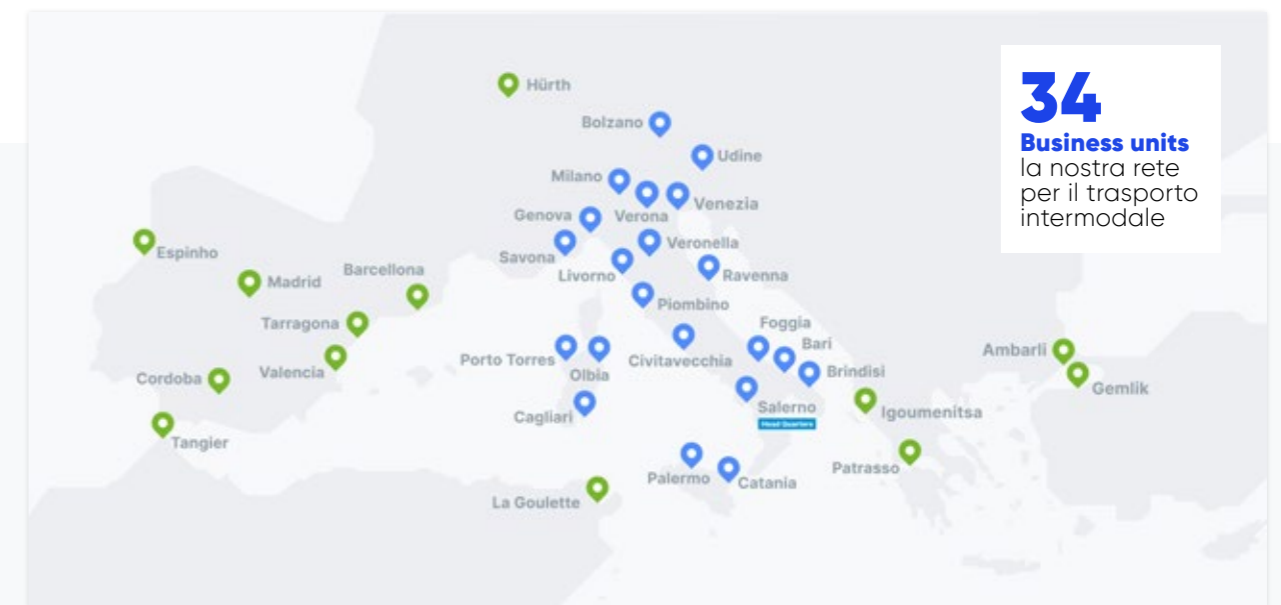 34
Business units
la nostra rete
per il trasporto
intermodale
Hürth
Bolzano
Udine
Milano
Verona
Venezia
Genova
Savona
Veronella
Livorno
Ravenna
Piombino
Espinho
Madrid
Barcellona
Tarragona
Valencia
Cordoba
Tangier
Porto Torres
Olbia
Cagliari
Civitavecchia
Foggia
Bari
Brindisi
Salerno
Head Quarters
Palermo
Catania
La Goulette
Igoumenitsa
Patrasso
Ambarli
Gemlik